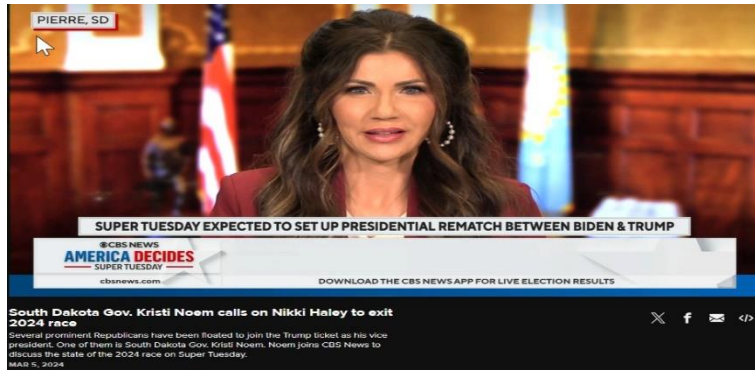 PIERRE, SD
SUPER TUESDAY EXPECTED TO SET UP PRESIDENTIAL REMATCH BETWEEN BIDEN & TRUMP
CBS NEWS
AMERICA DECIDES
SUPER TUESDAY
cbsnews.com DOWNLOAD THE CBS NEWS APP FOR LIVE ELECTION RESULTS
South Dakota Gov. Kristi Noem calls on Nikki Haley to exit
2024 race
Several prominent Republicans have been floated to join the Trump ticket as his vice
president. One of them is South Dakota Gov. Kristi Noem. Noem joins CBS News to
discuss the state of the 2024 race on Super Tuesday.
MAR 5, 2024